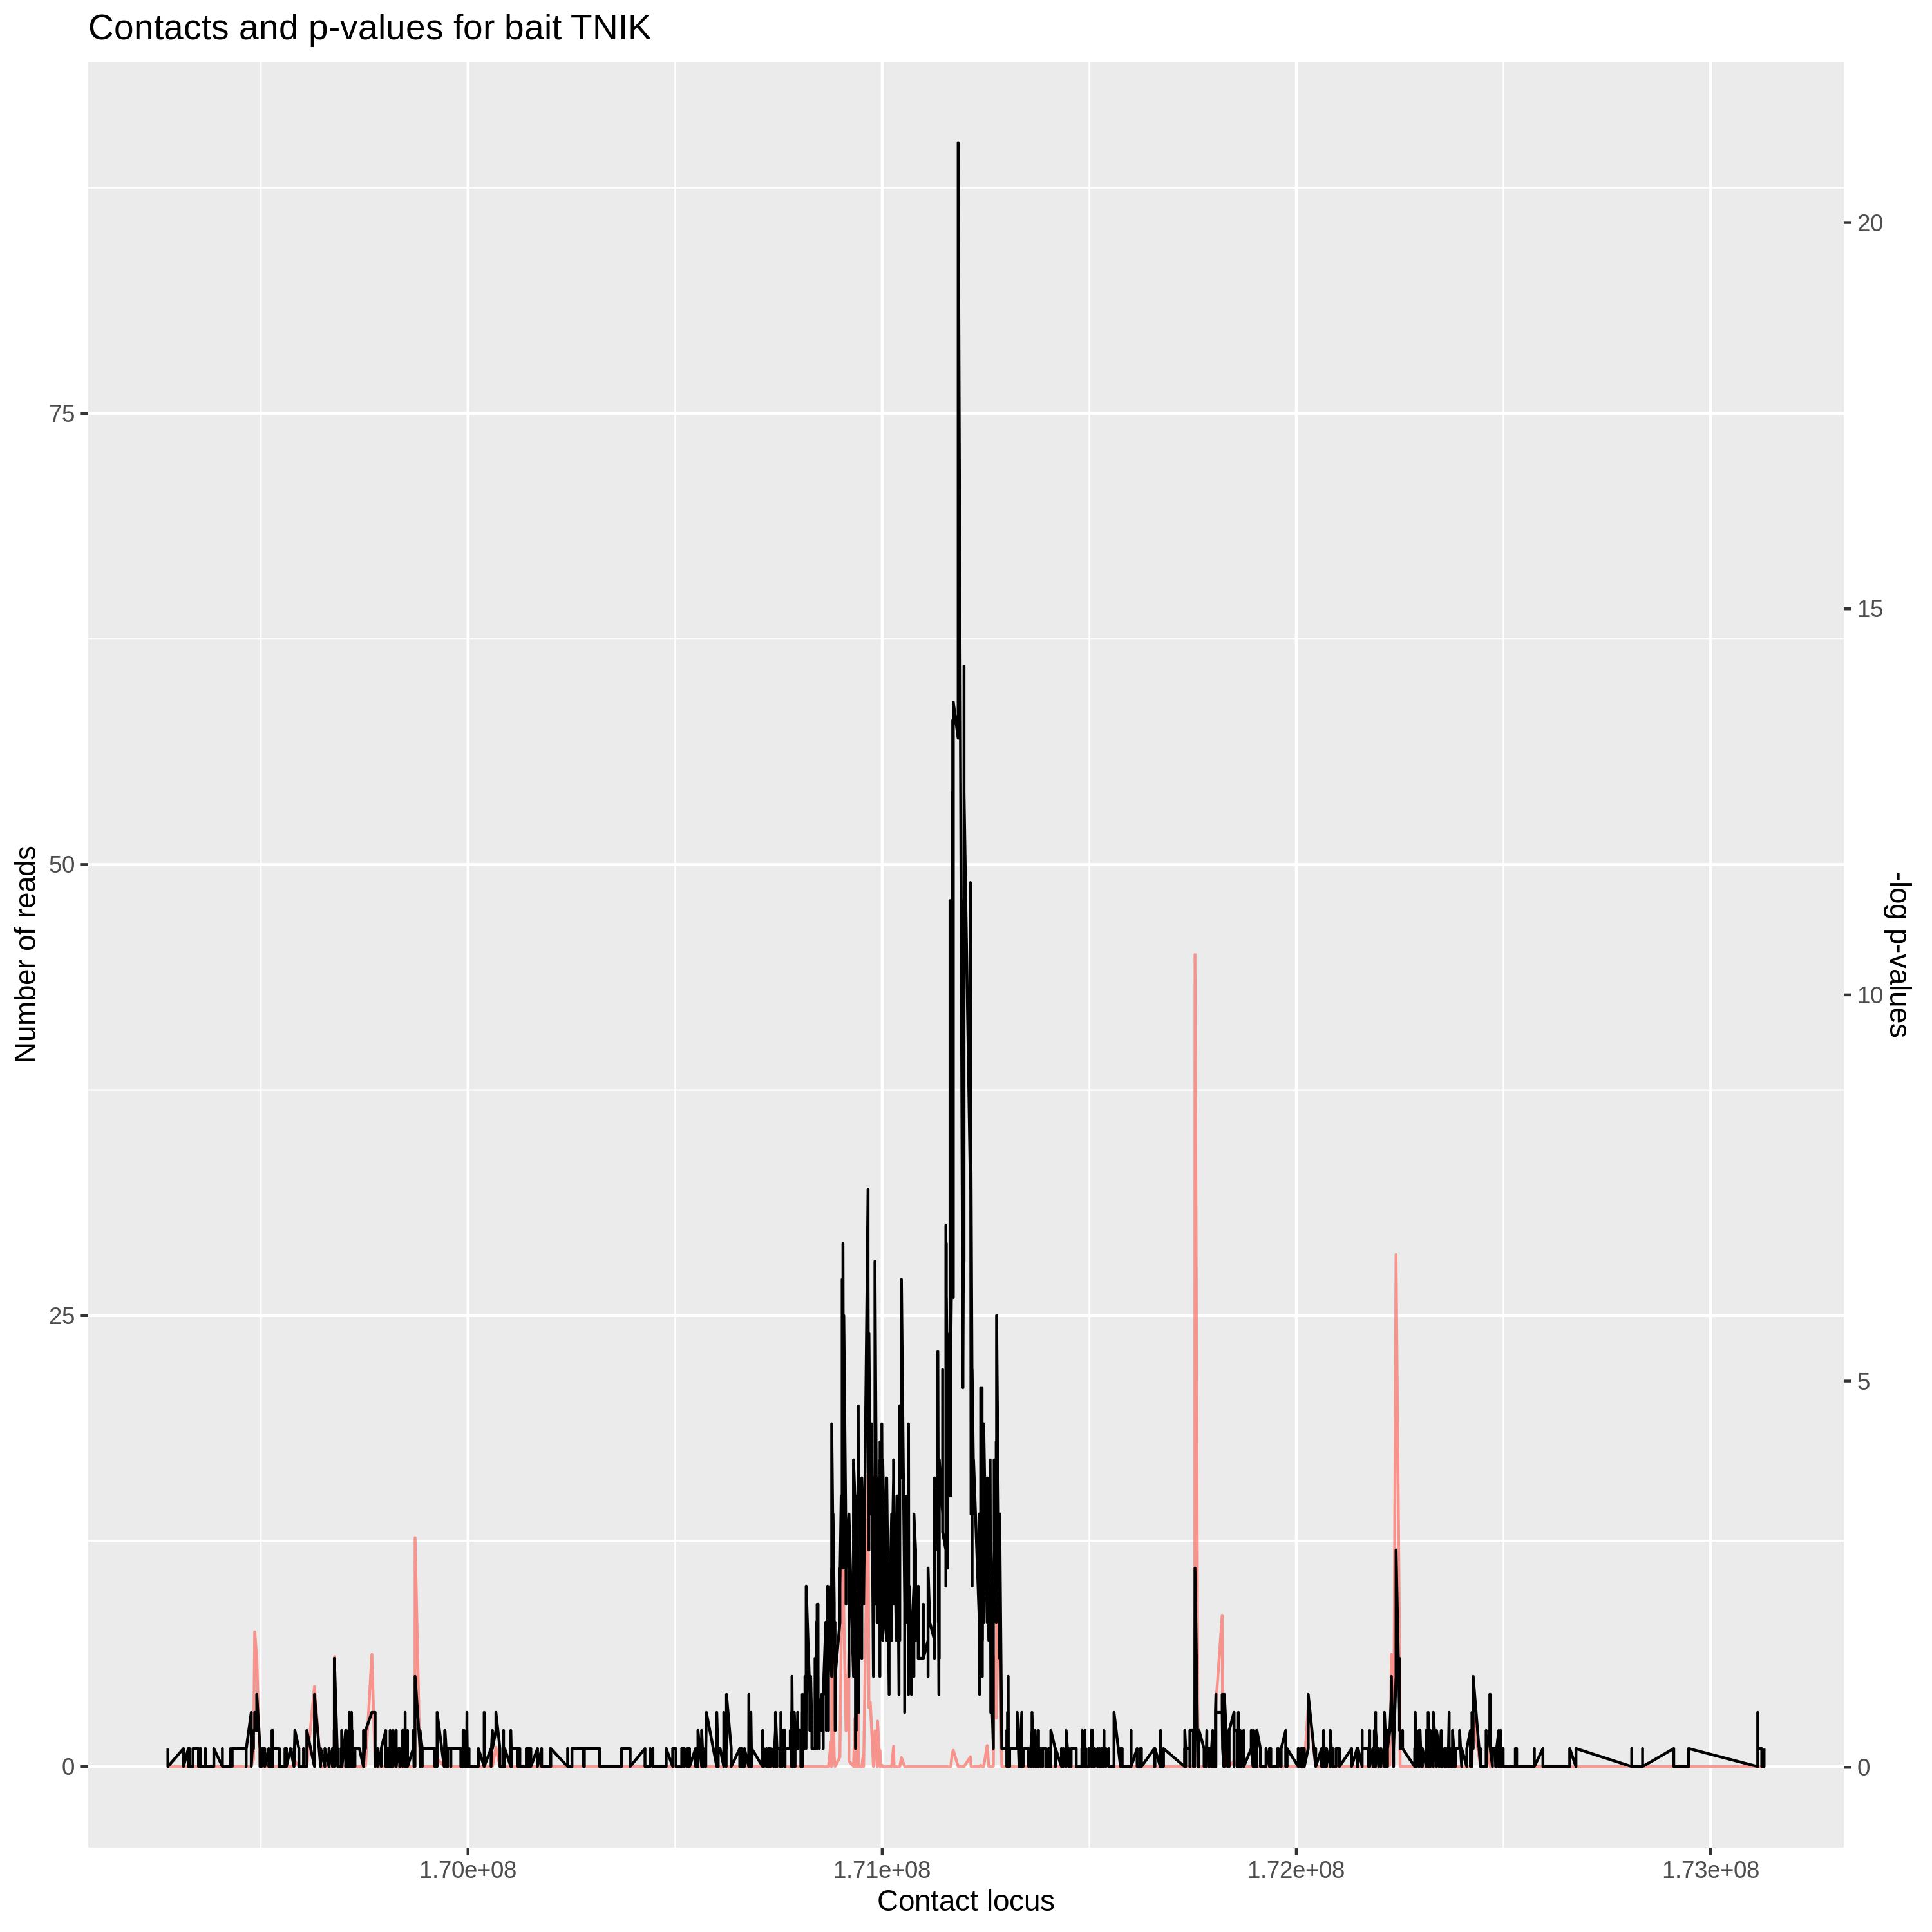 Contacts and p-values for bait TNIK
Number of reads
75
50
25
0
20
15
10
5
0
-log p-values
1.70e+08
1.71e+08
1.72e+08
1.73e+08
Contact locus